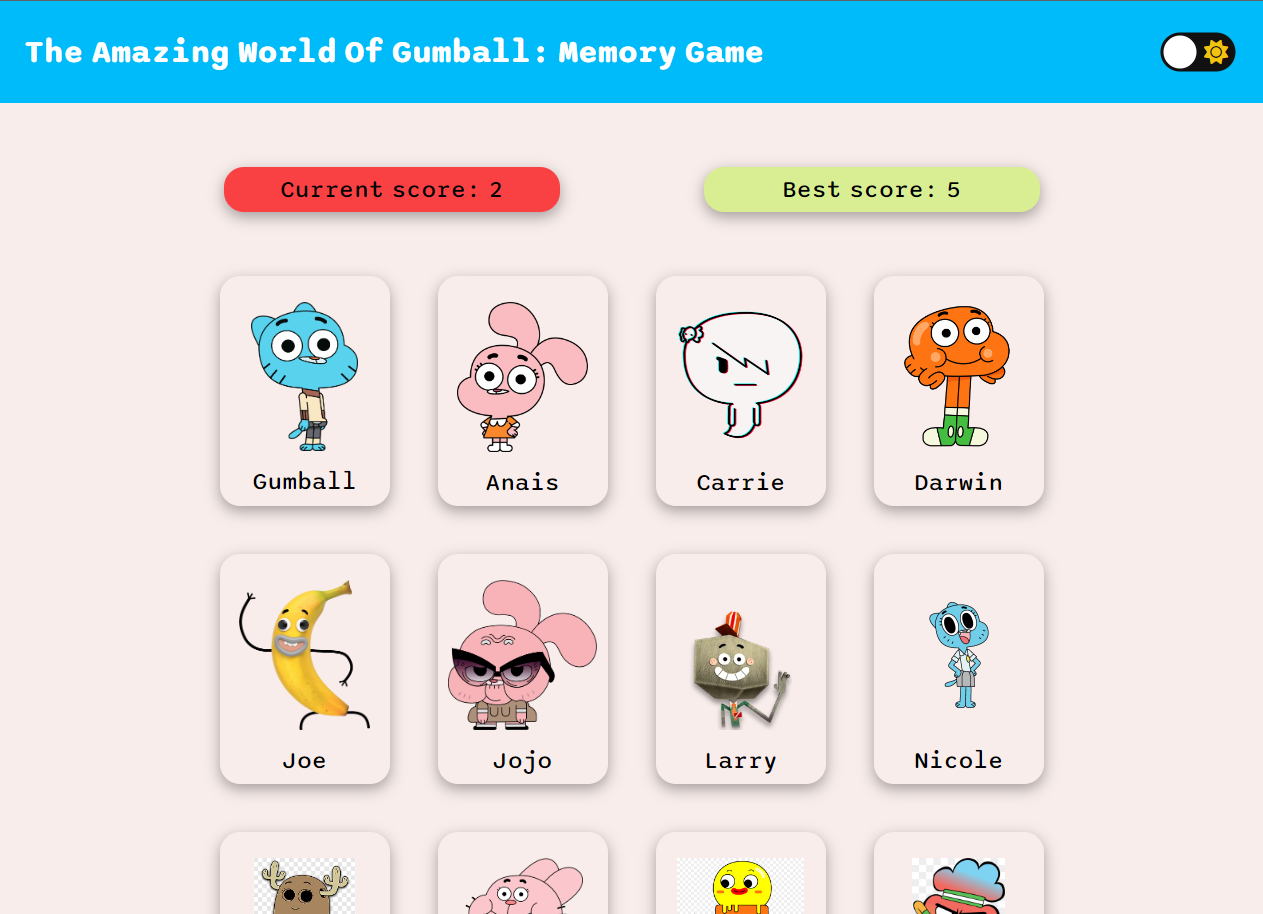 The Amazing World Of Gumball: Memory Game
Current score: 2
Best score: 5
Gumball
Anais
Carrie
Darwin
Joe
Jojo
Larry
Nicole